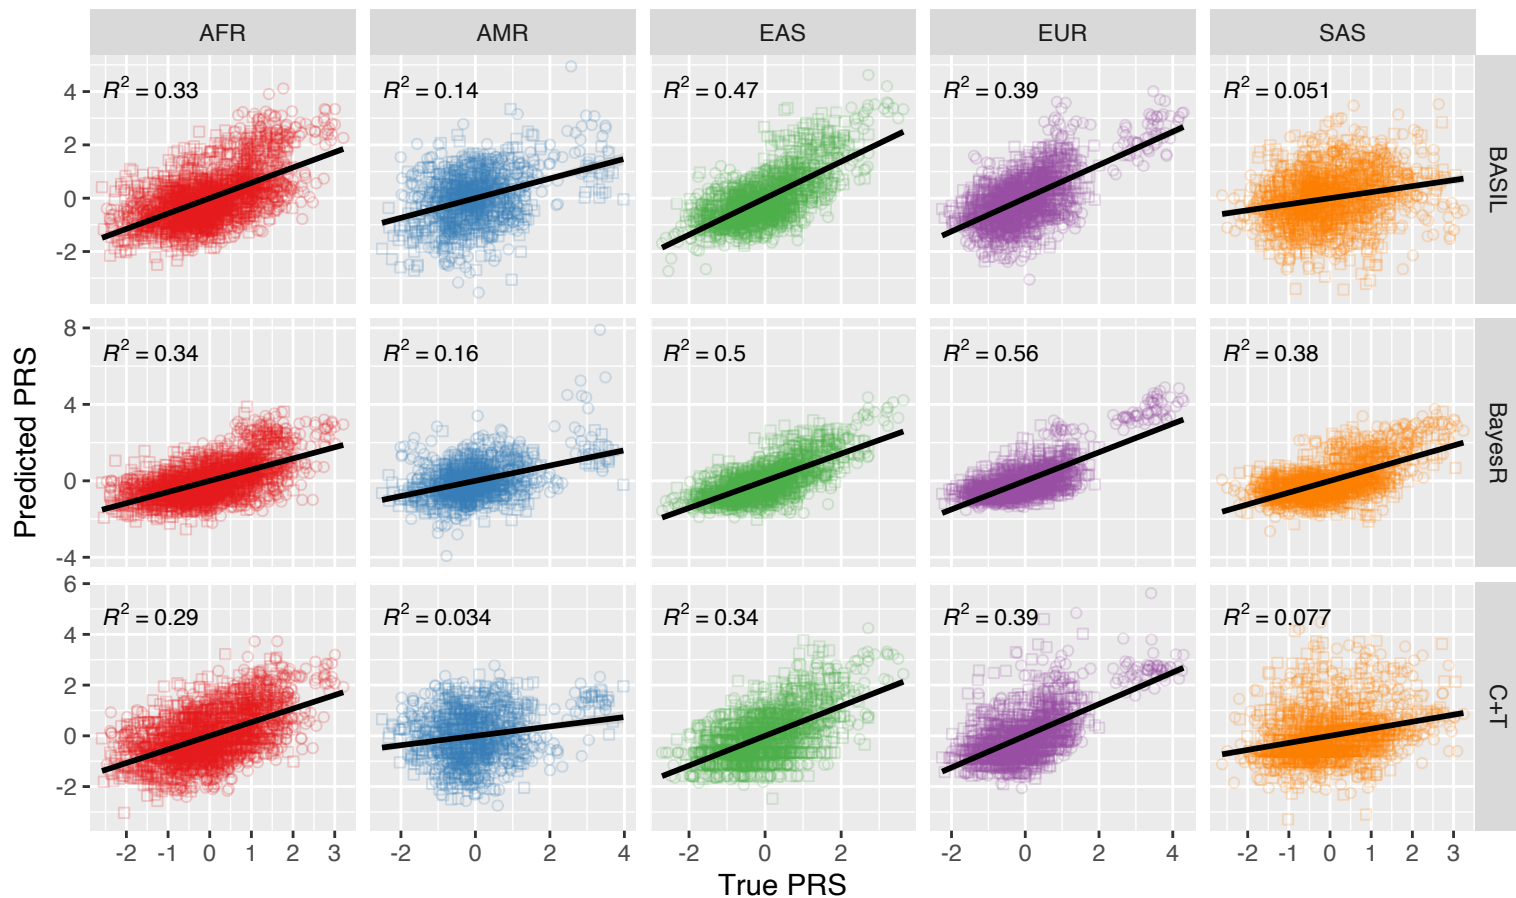 AFR AMR EAS EUR SAS
R² = 0.33 R² = 0.14 R² = 0.47 R² = 0.39 R² = 0.051
4
2
0
-2
BASIL
R² = 0.34 R² = 0.16 R² = 0.5 R² = 0.56 R² = 0.38
8
4
0
-4
BayesR
Predicted PRS
R² = 0.29 R² = 0.034 R² = 0.34 R² = 0.39 R² = 0.077
6
4
2
0
-2
C+T
-2 -1 0 1 2 3 -2 0 2 4 -2 0 2 -2 0 2 4 -2 -1 0 1 2 3
True PRS